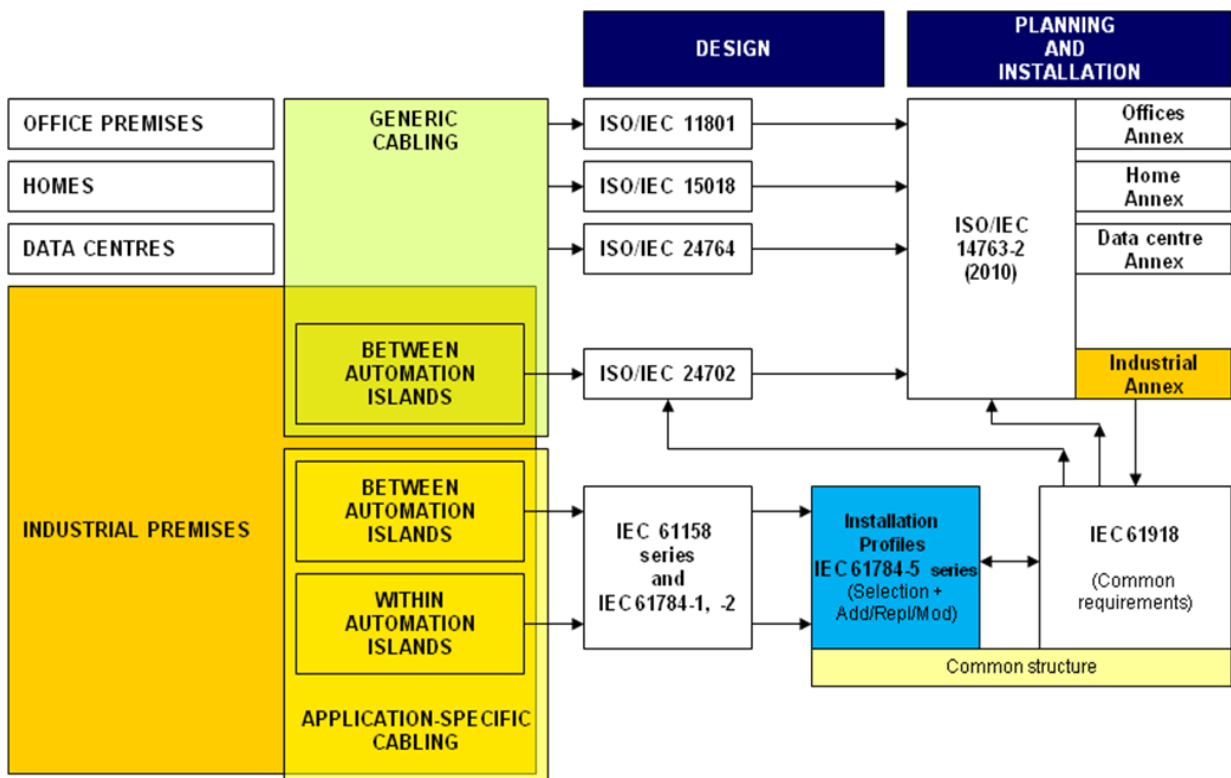 DESIGN
PLANNING
AND
INSTALLATION
OFFICE PREMISES
GENERIC
CABLING
ISO/IEC 11801
Offices
Annex
HOMES
ISO/IEC 15018
Home
Annex
DATA CENTRES
ISO/IEC 24764
ISO/IEC
14763-2
(2010)
Data centre
Annex
BETWEEN
AUTOMATION
ISLANDS
ISO/IEC 24702
Industrial
Annex
INDUSTRIAL PREMISES
BETWEEN
AUTOMATION
ISLANDS
WITHIN
AUTOMATION
ISLANDS
APPLICATION-SPECIFIC
CABLING
IEC 61158
series
and
IEC 61784-1, -2
Installation
Profiles
IEC 61784-5 series
(Selection +
Add/Repl/Mod)
IEC 61918
(Common
requirements)
Common structure